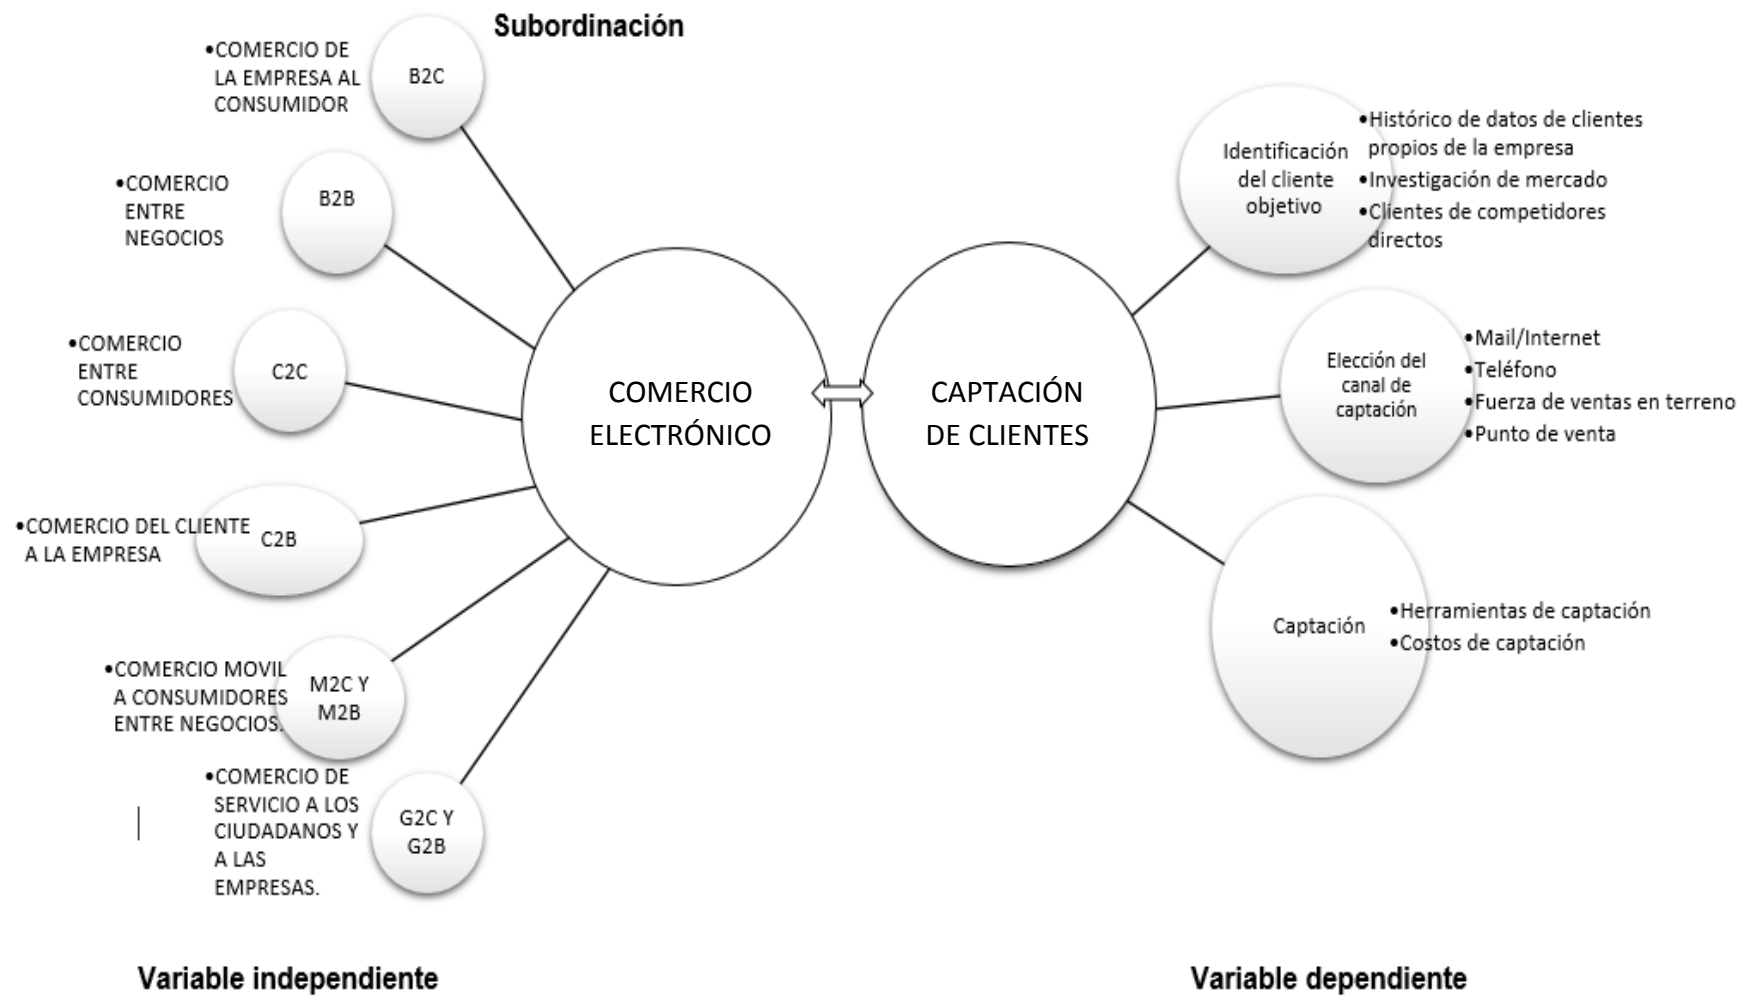 Subordinación
•COMERCIO DE
LA EMPRESA AL
CONSUMIDOR
B2C
•COMERCIO
ENTRE
NEGOCIOS
B2B
•COMERCIO
ENTRE
CONSUMIDORES
C2C
•COMERCIO DEL CLIENTE
A LA EMPRESA
C2B
•COMERCIO MOVIL
A CONSUMIDORES
ENTRE NEGOCIOS.
M2C Y
M2B
•COMERCIO DE
SERVICIO A LOS
CIUDADANOS Y
A LAS
EMPRESAS.
G2C Y
G2B
COMERCIO
ELECTRÓNICO
CAPTACIÓN
DE CLIENTES
Identificación
del cliente
objetivo
•Histórico de datos de clientes
propios de la empresa
•Investigación de mercado
•Clientes de competidores
directos
Elección del
canal de
captación
•Mail/Internet
•Teléfono
•Fuerza de ventas en terreno
•Punto de venta
Captación
•Herramientas de captación
•Costos de captación
Variable independiente
Variable dependiente